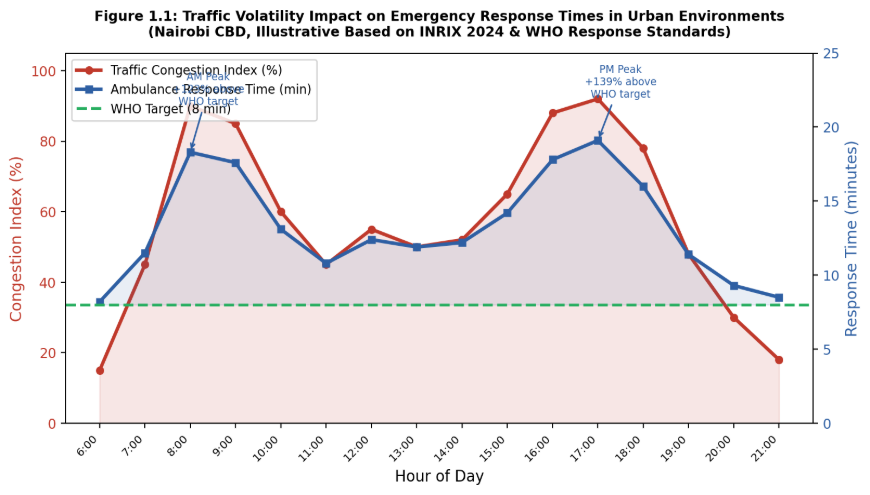 Figure 1.1: Traffic Volatility Impact on Emergency Response Times in Urban Environments
(Nairobi CBD, Illustrative Based on INRIX 2024 & WHO Response Standards)
Traffic Congestion Index (%)
Ambulance Response Time (min)
WHO Target (8 min)
AM Peak
above
WHO target
PM Peak
+139% above
WHO target
Congestion Index (%)
100
80
60
40
20
0
Response Time (minutes)
25
20
15
10
5
0
6:00
7:00
8:00
9:00
10:00
11:00
12:00
13:00
14:00
15:00
16:00
17:00
18:00
19:00
20:00
21:00
Hour of Day